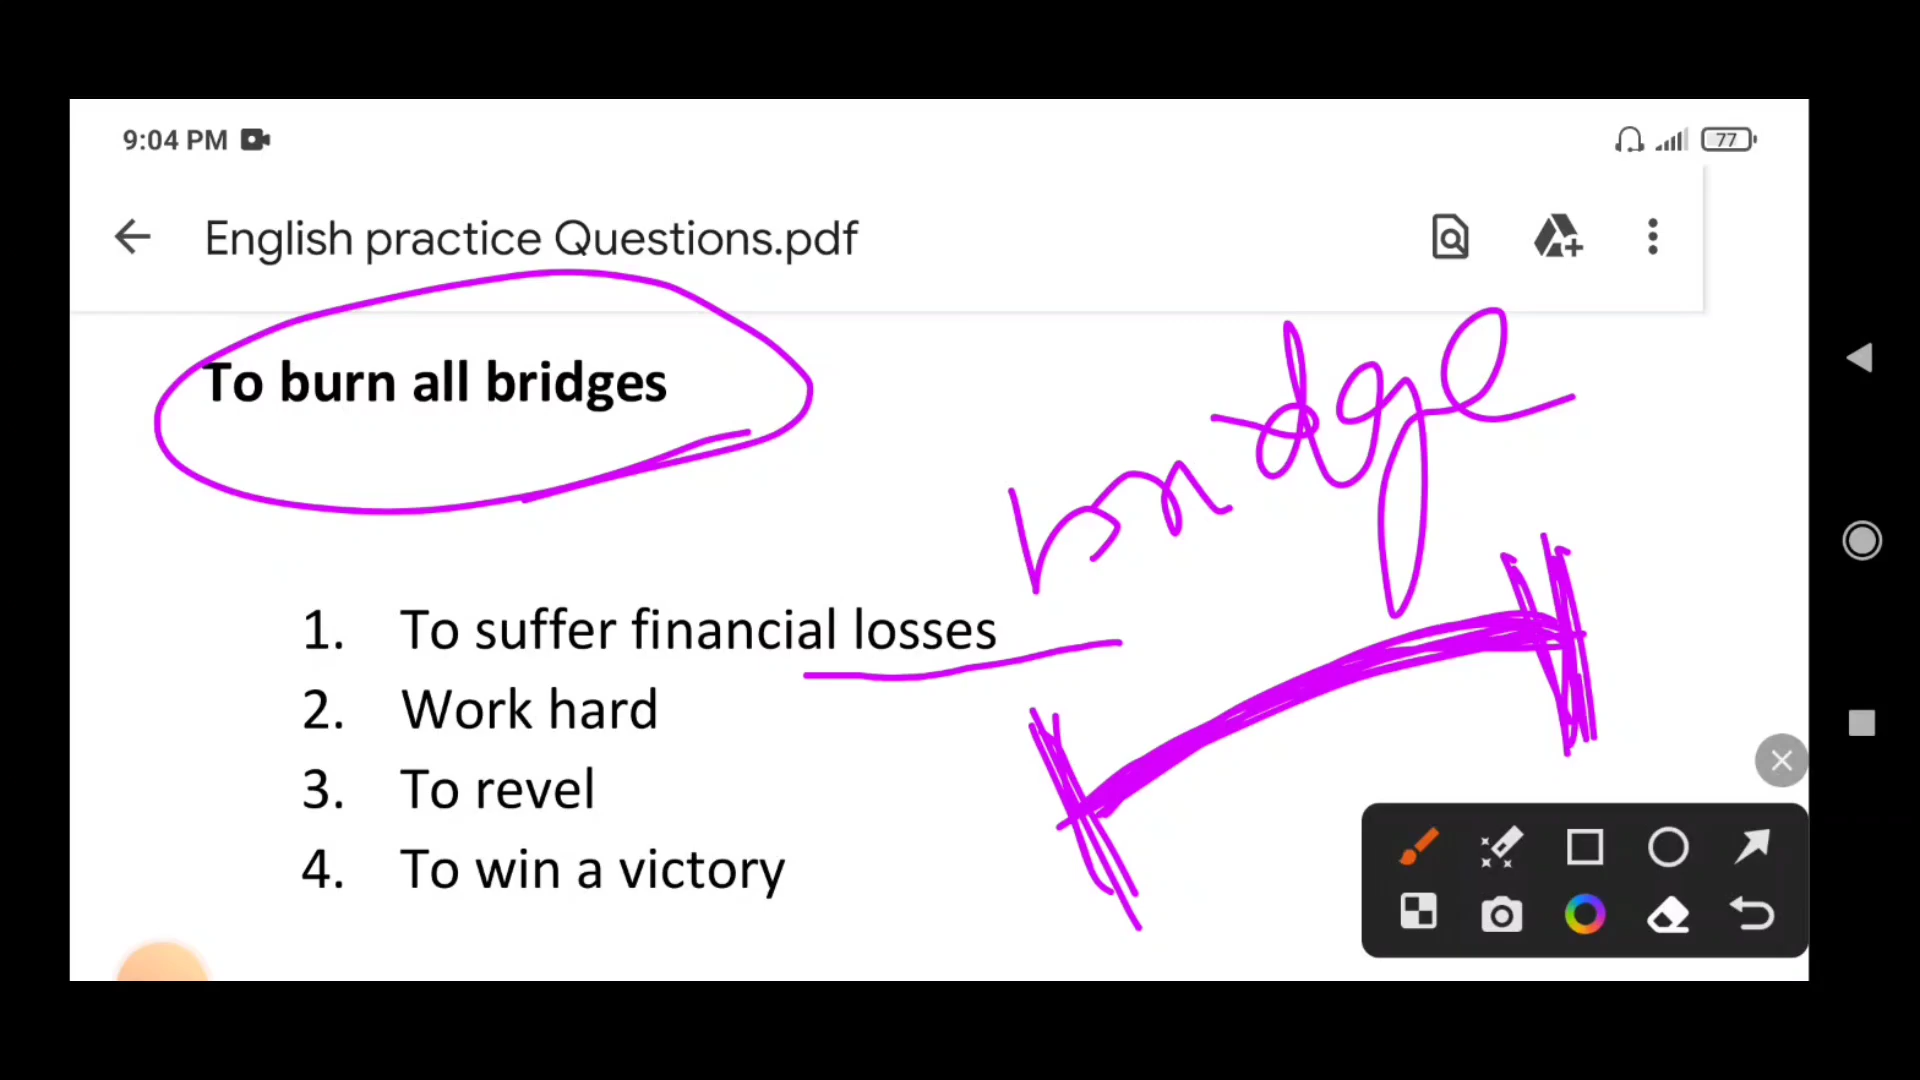 9:04 PM
77
English practice Questions.pdf
To burn all bridges
bridge
1. To suffer financial losses
2. Work hard
3. To revel
4. To win a victory